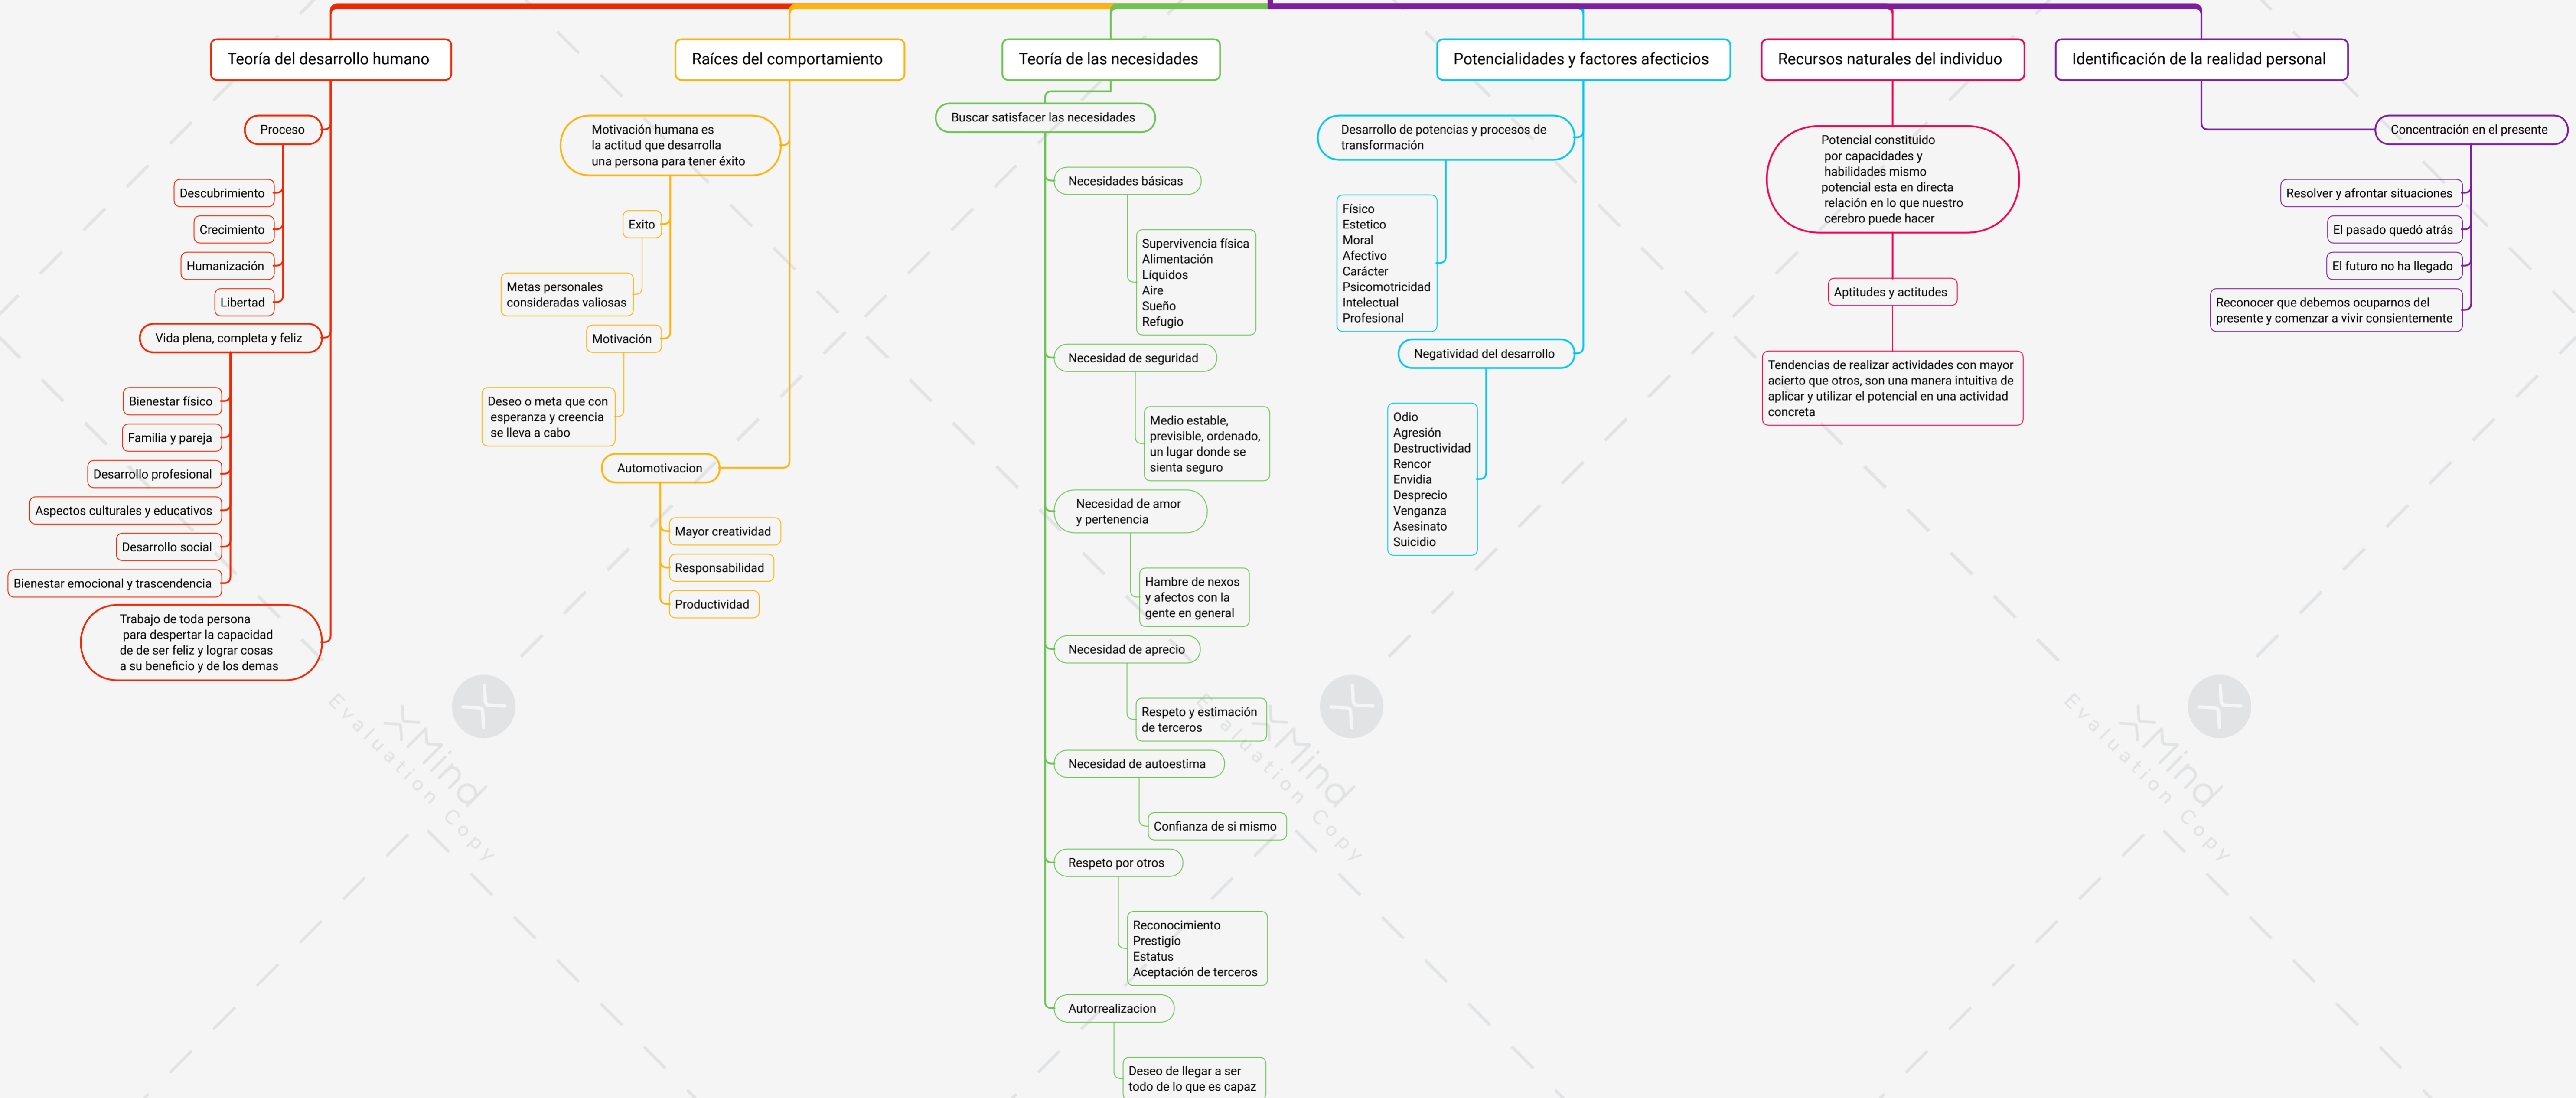 Teoría del desarrollo humano
Proceso
Descubrimiento
Crecimiento
Humanización
Libertad
Vida plena, completa y feliz
Bienestar físico
Familia y pareja
Desarrollo profesional
Aspectos culturales y educativos
Desarrollo social
Bienestar emocional y trascendencia
Trabajo de toda persona
para despertar la capacidad
de de ser feliz y lograr cosas
a su beneficio y de los demas
Raíces del comportamiento
Motivación humana es
la actitud que desarrolla
una persona para tener éxito
Exito
Metas personales
consideradas valiosas
Motivación
Deseo o meta que con
esperanza y creencia
se lleva a cabo
Automotivacion
Mayor creatividad
Responsabilidad
Productividad
Teoría de las necesidades
Buscar satisfacer las necesidades
Necesidades básicas
Supervivencia física
Alimentación
Líquidos
Aire
Sueño
Refugio
Necesidad de seguridad
Medio estable,
previsible, ordenado,
un lugar donde se
sienta seguro
Necesidad de amor
y pertenencia
Hambre de nexos
y afectos con la
gente en general
Necesidad de aprecio
Respeto y estimación
de terceros
Necesidad de autoestima
Confianza de si mismo
Respeto por otros
Reconocimiento
Prestigio
Estatus
Aceptación de terceros
Autorrealizacion
Deseo de llegar a ser
todo de lo que es capaz
Potencialidades y factores afecticios
Desarrollo de potencias y procesos de
transformación
Físico
Estetico
Moral
Afectivo
Carácter
Psicomotricidad
Intelectual
Profesional
Negatividad del desarrollo
Odio
Agresión
Destructividad
Rencor
Envidia
Desprecio
Venganza
Asesinato
Suicidio
Recursos naturales del individuo
Potencial constituido
por capacidades y
habilidades mismo
potencial esta en directa
relación en lo que nuestro
cerebro puede hacer
Aptitudes y actitudes
Tendencias de realizar actividades con mayor
acierto que otros, son una manera intuitiva de
aplicar y utilizar el potencial en una actividad
concreta
Identificación de la realidad personal
Concentración en el presente
Resolver y afrontar situaciones
El pasado quedó atrás
El futuro no ha llegado
Reconocer que debemos ocuparnos del
presente y comenzar a vivir consientemente
XMind
Evaluation Copy
XMind
Evaluation Copy
XMind
Evaluation Copy